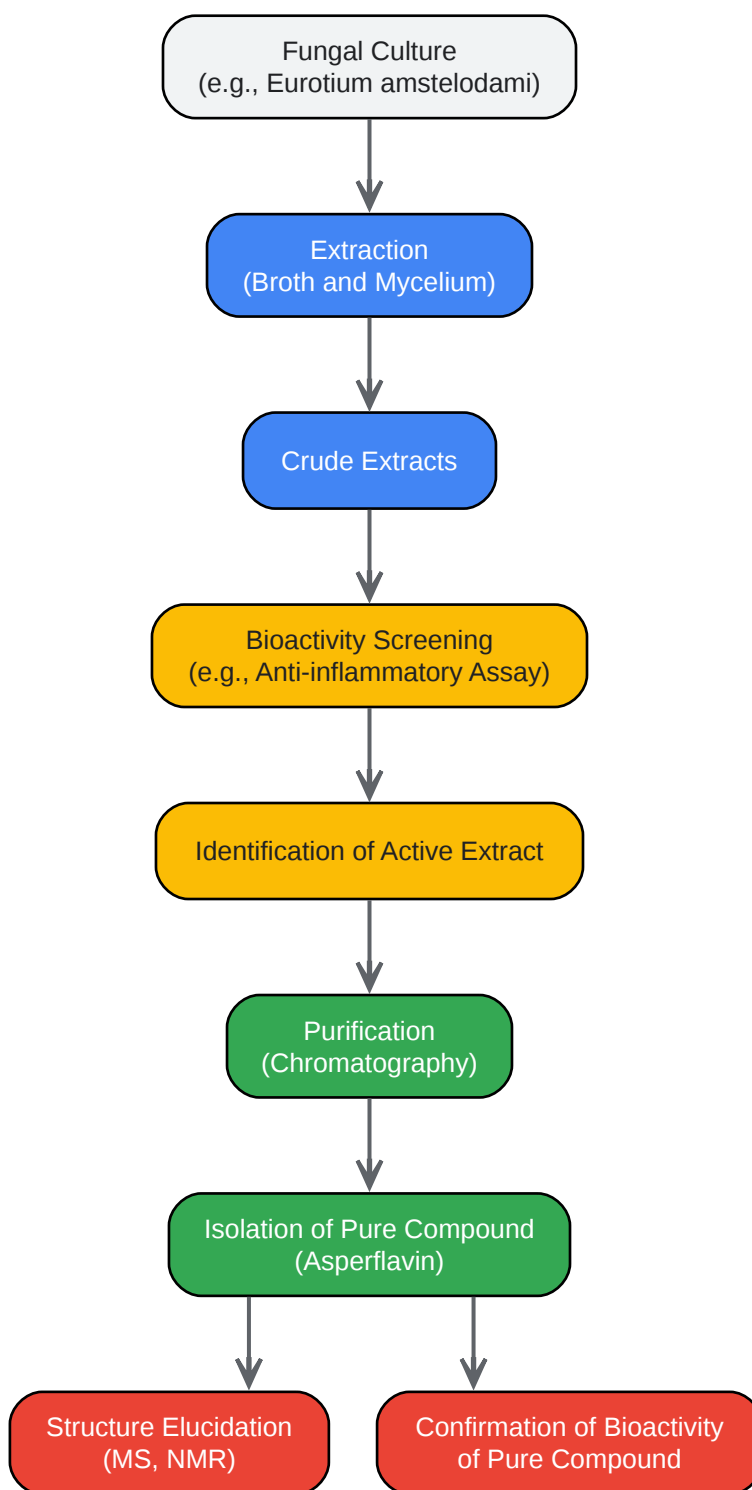 Fungal Culture
(e.g., Eurotium amstelodami)
Extraction
(Broth and Mycelium)
Crude Extracts
Bioactivity Screening
(e.g., Anti-inflammatory Assay)
Identification of Active Extract
Purification
(Chromatography)
Isolation of Pure Compound
(Asperflavin)
Structure Elucidation
(MS, NMR)
Confirmation of Bioactivity
of Pure Compound